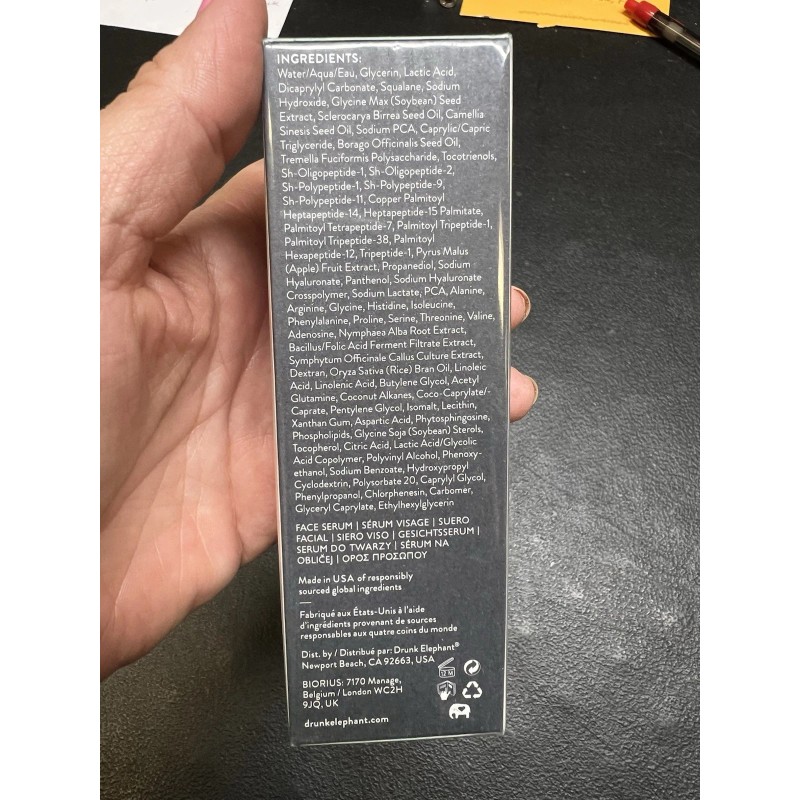 INGREDIENTS:
Water/Aqua/Eau, Glycerin, Lactic Acid,
Dicaprylyl Carbonate, Squalane, Sodium
Hydroxide, Glycine Max (Soybean) Seed
Extract, Sclerocarya Birrea Seed Oil, Camellia
Sinesis Seed Oil, Sodium PCA, Caprylic/Capric
Triglyceride, Borago Officinalis Seed Oil,
Tremella Fuciformis Polysaccharide, Tocotrienols,
Sh-Oligopeptide-1, Sh-Oligopeptide-2,
Sh-Polypeptide-1, Sh-Polypeptide-9,
Sh-Polypeptide-11, Copper Palmitoyl
Heptapeptide-14, Heptapeptide-15 Palmitate,
Palmitoyl Tetrapeptide-7, Palmitoyl Tripeptide-1,
Palmitoyl Tripeptide-38, Palmitoyl
Hexapeptide-12, Tripeptide-1, Pyrus Malus
(Apple) Fruit Extract, Propanediol, Sodium
Hyaluronate, Panthenol, Sodium Hyaluronate
Crosspolymer, Sodium Lactate, PCA, Alanine,
Arginine, Glycine, Histidine, Isoleucine,
Phenylalanine, Proline, Serine, Threonine, Valine,
Adenosine, Nymphaea Alba Root Extract,
Bacillus/Folic Acid Ferment Filtrate Extract,
Symphytum Officinale Callus Culture Extract,
Dextran, Oryza Sativa (Rice) Bran Oil, Linoleic
Acid, Linolenic Acid, Butylene Glycol, Acetyl
Glutamine, Coconut Alkanes, Coco-Caprylate/-
Caprate, Pentylene Glycol, Isomalt, Lecithin,
Xanthan Gum, Aspartic Acid, Phytosphingosine,
Phospholipids, Glycine Soja (Soybean) Sterols,
Tocopherol, Citric Acid, Lactic Acid/Glycolic
Acid Copolymer, Polyvinyl Alcohol, Phenoxy-
ethanol, Sodium Benzoate, Hydroxypropyl
Cyclodextrin, Polysorbate 20, Caprylyl Glycol,
Phenylpropanol, Chlorphenesin, Carbomer,
Glyceryl Caprylate, Ethylhexylglycerin
FACE SERUM | SÉRUM VISAGE | SUERO
FACIAL | SIERO VISO | GESICHTSSERUM |
SERUM DO TWARZY | SÉRUM NA
OBLIČEJ | ΟΡΟΣ ΠΡΟΣΩΠΟΥ
Made in USA of responsibly
sourced global ingredients
Fabriqué aux États-Unis à l'aide
d'ingrédients provenant de sources
responsables aux quatre coins du monde
Dist. by / Distribué par: Drunk Elephant®
Newport Beach, CA 92663, USA
12 M
BIORIUS: 7170 Manage,
Belgium / London WC2H
9JQ, UK
drunkelephant.com